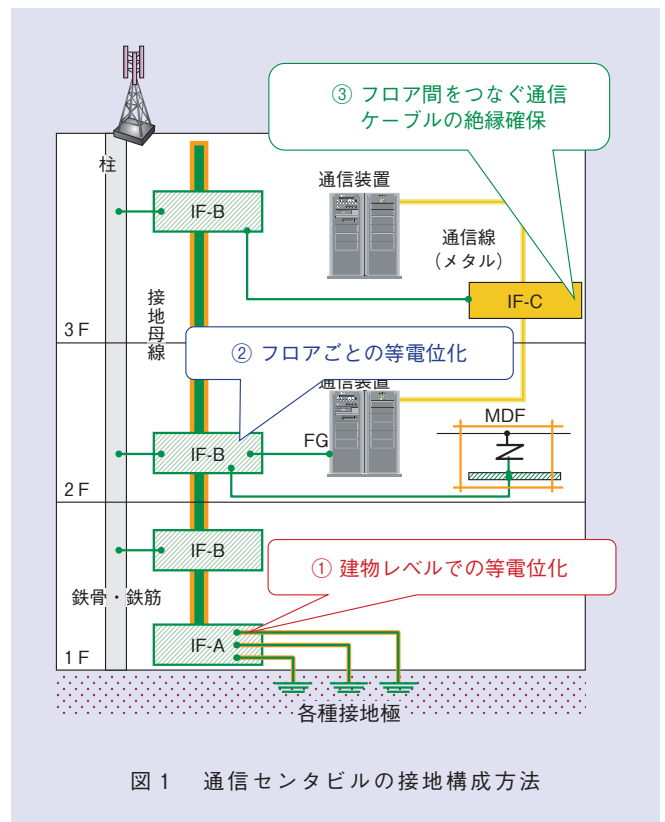 ③ フロア間をつなぐ通信
ケーブルの絶縁確保
柱
通信装置
IF-B
通信線
（メタル）
接地母線
IF-C
3F
② フロアごとの等電位化
通信装置
MDF
FG
IF-B
2F
IF-B
① 建物レベルでの等電位化
鉄骨・鉄筋
IF-A
1F
各種接地極
図1 通信センタビルの接地構成方法